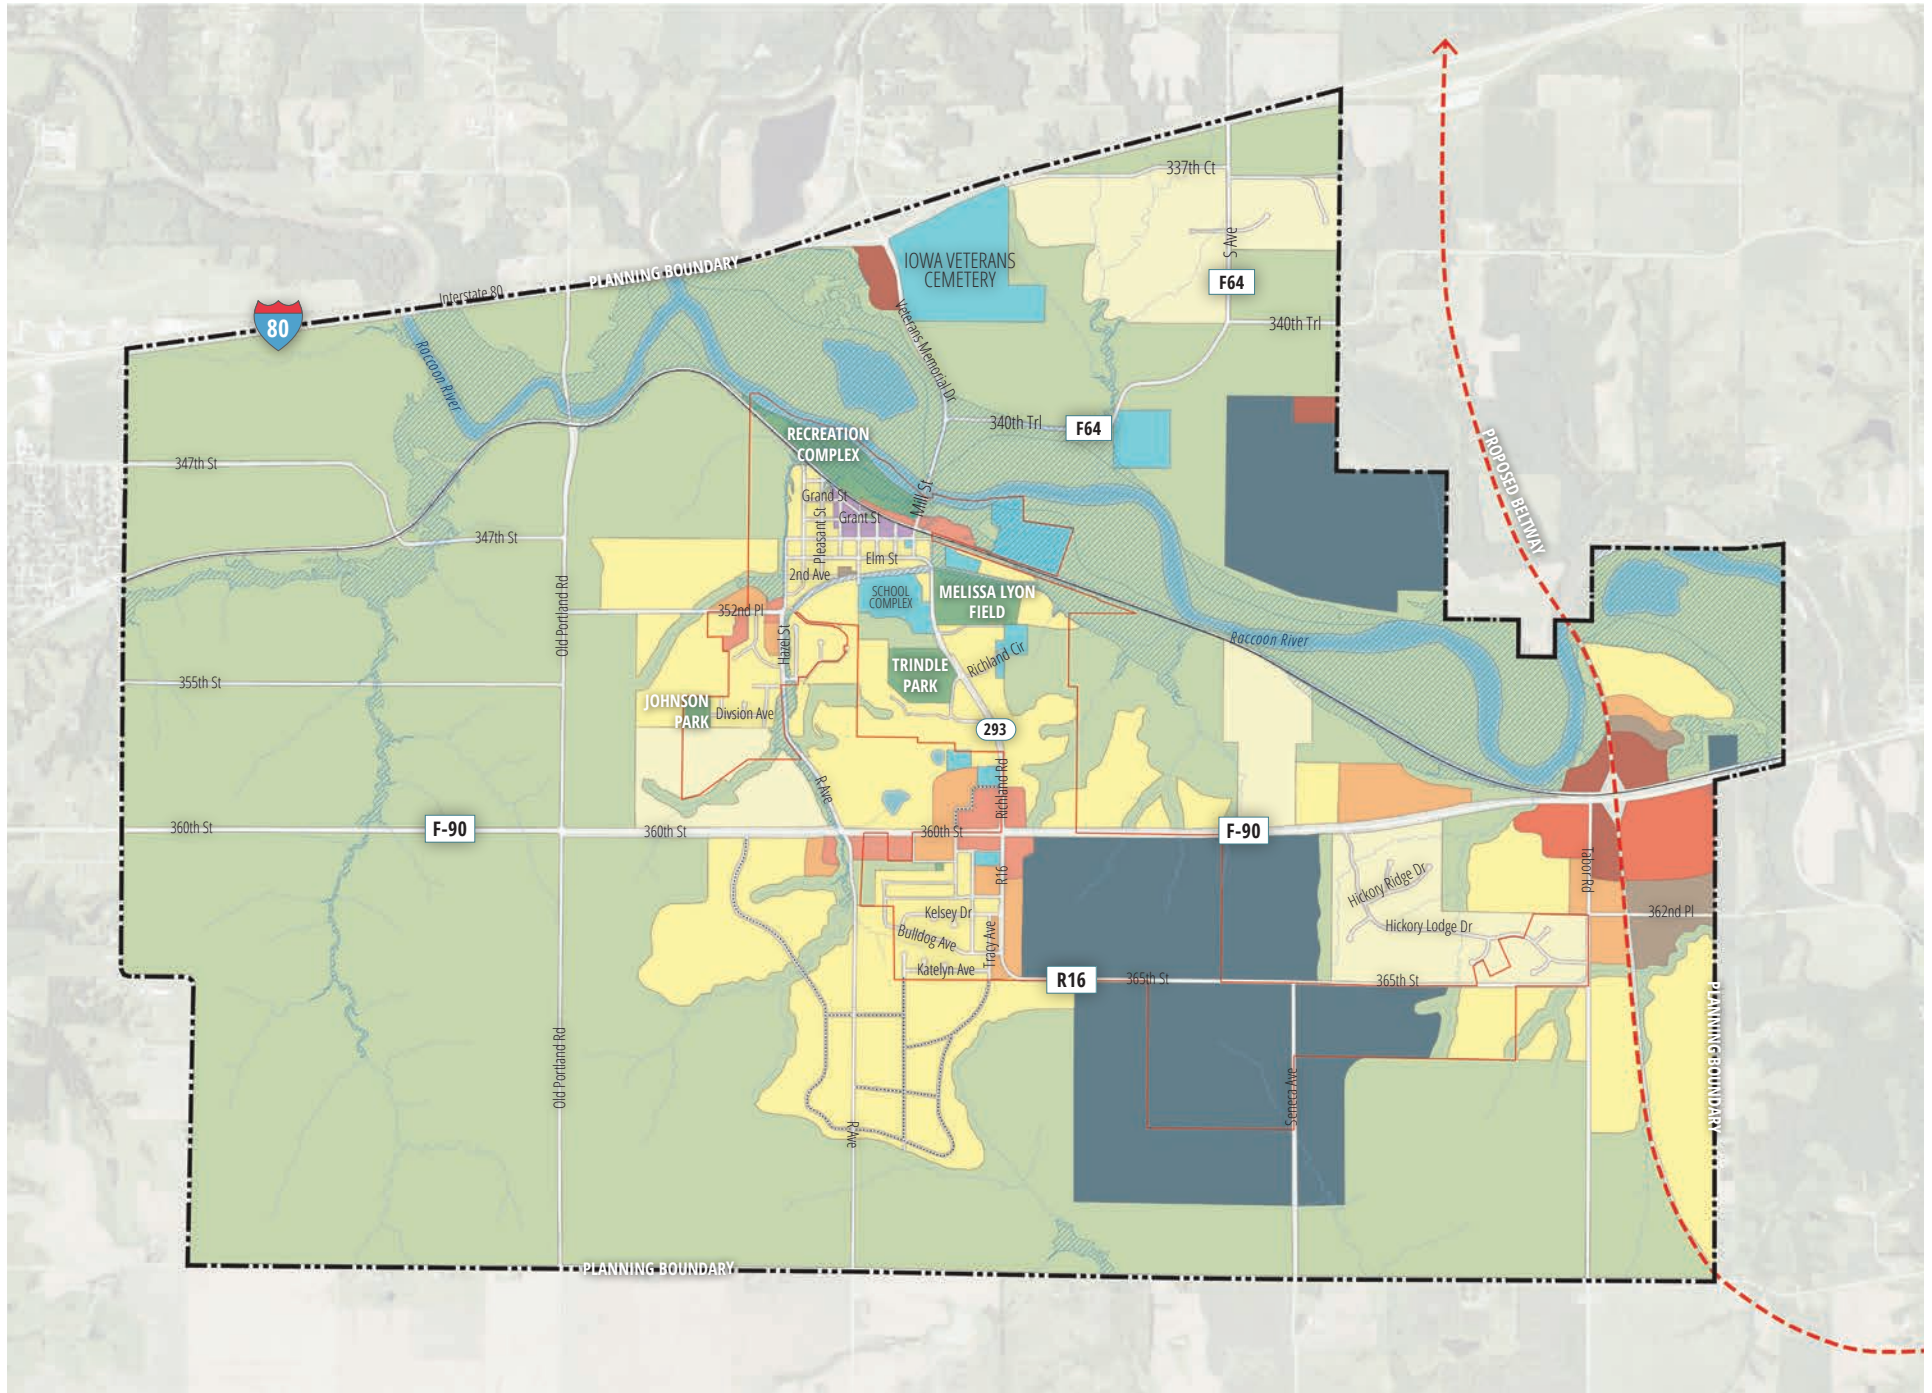 337th Ct
S Ave
IOWA VETERANS
CEMETERY
PLANNING BOUNDARY
F64
Interstate 80
80
Veterans Memorial Dr
340th Trl
Raccoon River
340th Trl
F64
RECREATION
COMPLEX
PROPOSED BELTWAY
347th St
Mill St
Grand St
Pleasant St
Grant St
347th St
Elm St
2nd Ave
SCHOOL
COMPLEX
MELISSA LYON
FIELD
352nd Pl
Old Portland Rd
Hazel St
Raccoon River
Richland Cir
TRINDLE
PARK
355th St
JOHNSON
PARK
Divsion Ave
293
R Ave
Richland Rd
360th St
F-90
360th St
360th St
F-90
Tabor Rd
R16
Hickory Ridge Dr
Kelsey Dr
362nd Pl
Hickory Lodge Dr
Bulldog Ave
Tracy Ave
Katelyn Ave
R16
365th St
365th St
PLANNING BOUNDARY
Old Portland Rd
Seneca Ave
R Ave
PLANNING BOUNDARY